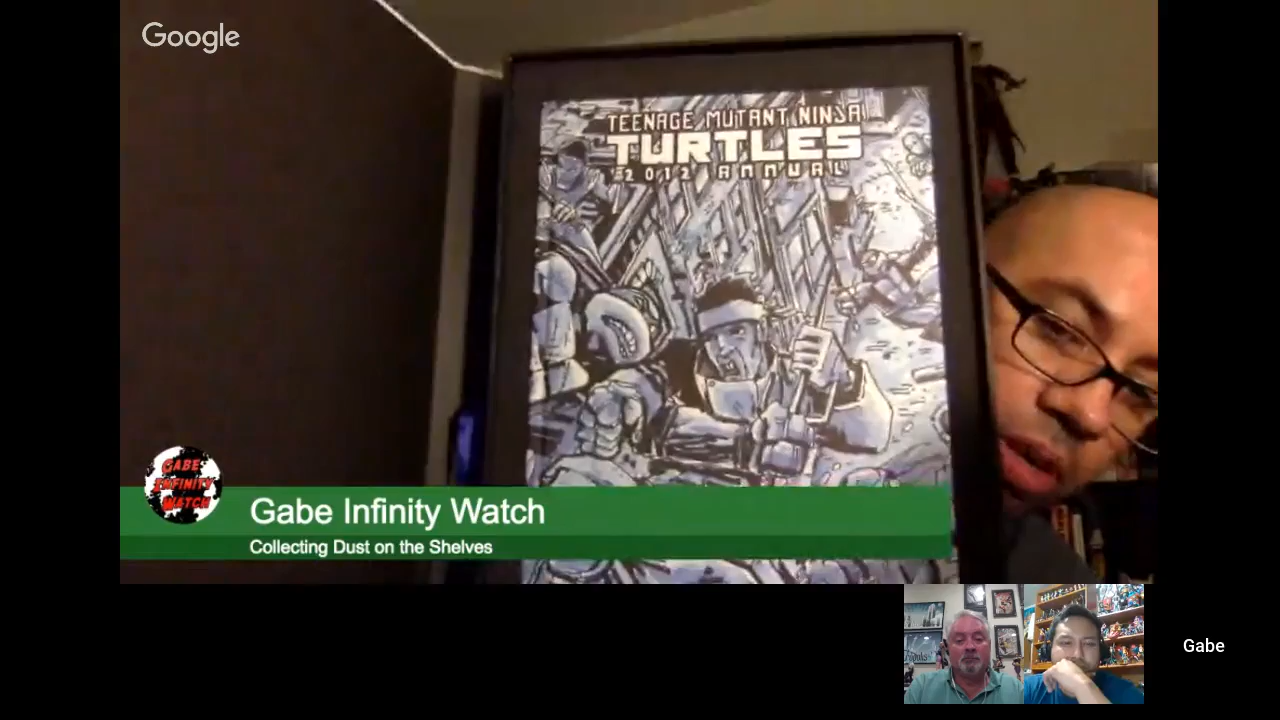 Google
TEENAGE MUTANT NINJA
TURTLES
2012 ANNUAL
GABE
INFINITY
WATCH
Gabe Infinity Watch
Collecting Dust on the Shelves
Gabe